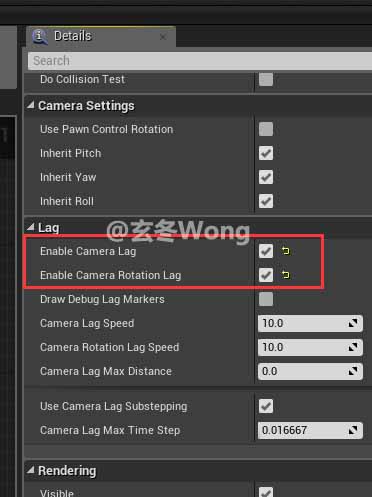 Details
Search
Do Collision Test
Camera Settings
Use Pawn Control Rotation
Inherit Pitch
Inherit Yaw
Inherit Roll
Lag
@玄冬Wong
Enable Camera Lag
Enable Camera Rotation Lag
Draw Debug Lag Markers
Camera Lag Speed 10.0
Camera Rotation Lag Speed 10.0
Camera Lag Max Distance 0.0
Use Camera Lag Substepping
Camera Lag Max Time Step 0.016667
Rendering
Visible